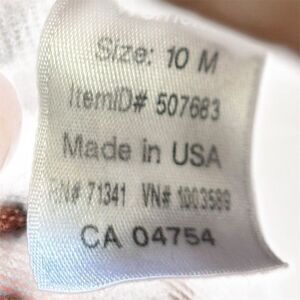 Size: 10 M
ItemID# 507683
Made in USA
RN# 71341 VN# 1003589
CA 04754